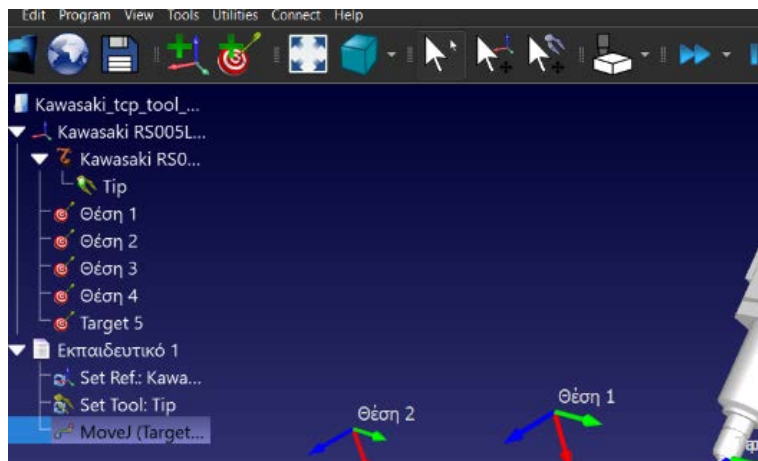 Edit Program View Tools Utilities Connect Help
Kawasaki_tcp_tool_...
Kawasaki RS005L...
Kawasaki RS0...
Tip
Θέση 1
Θέση 2
Θέση 3
Θέση 4
Target 5
Εκπαιδευτικό 1
Set Ref.: Kawa...
Set Tool: Tip
MoveJ (Target...
Θέση 2
Θέση 1